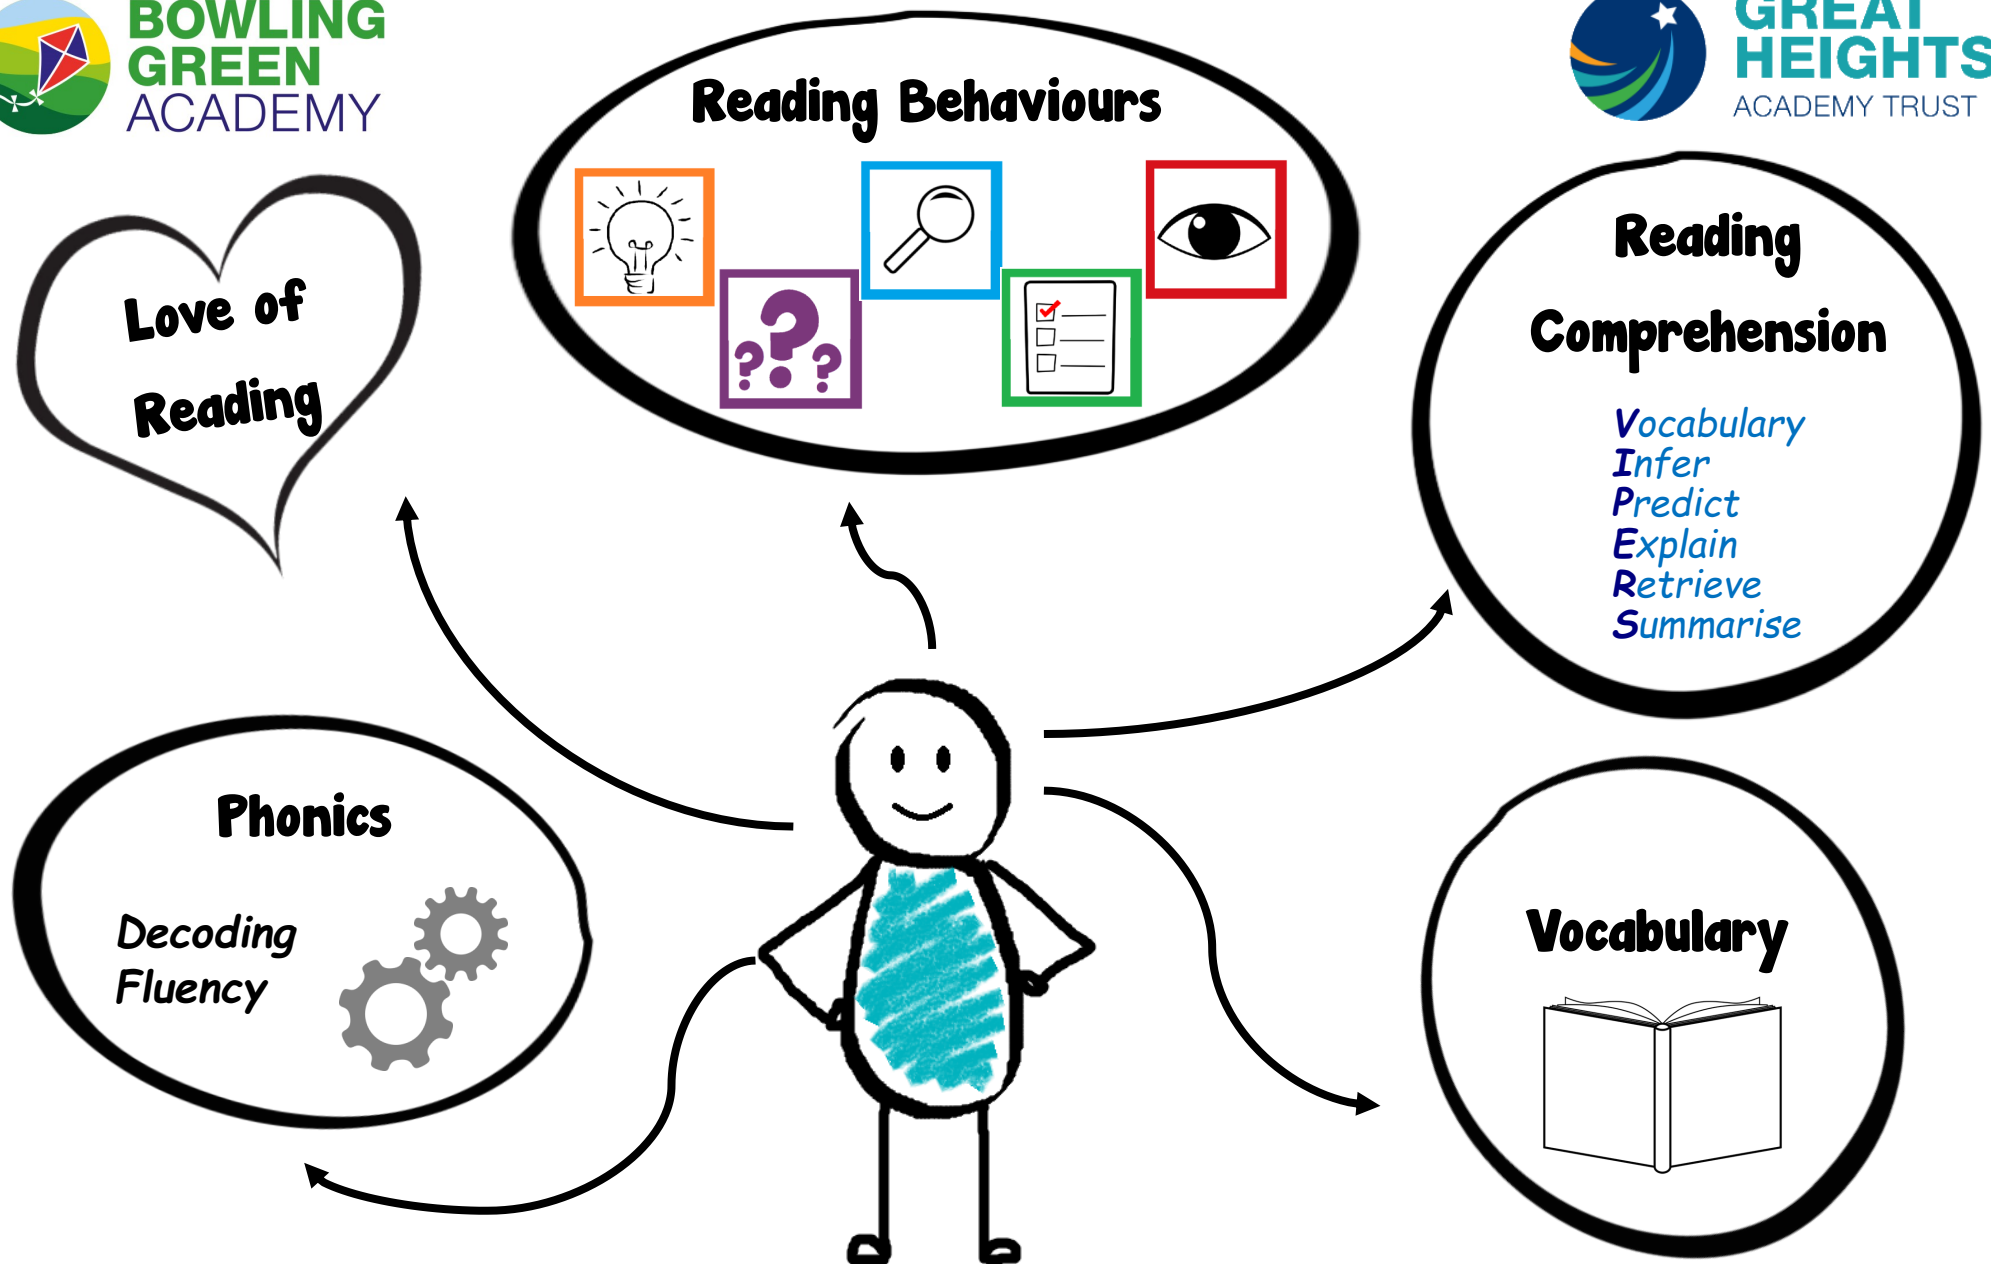 BOWLING
GREEN
ACADEMY
GREAT
HEIGHTS
ACADEMY TRUST
Reading Behaviours
? ? ?
Love of
Reading
Reading
Comprehension
Vocabulary
Infer
Predict
Explain
Retrieve
Summarise
Phonics
Decoding
Fluency
Vocabulary